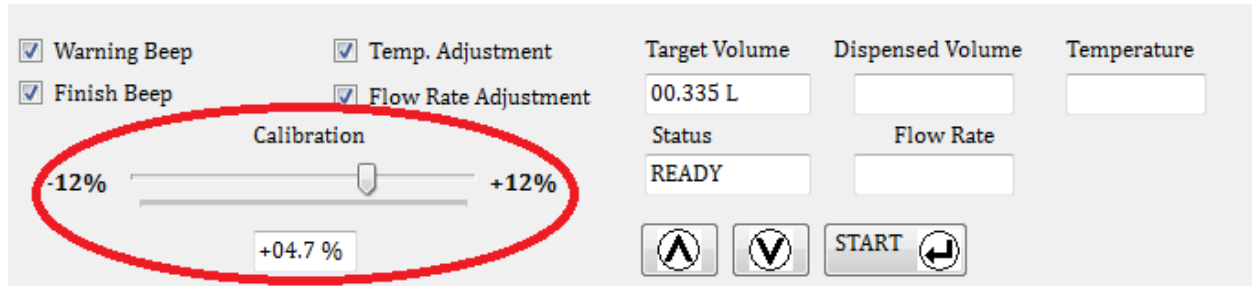 Warning Beep
Temp. Adjustment
Finish Beep
Flow Rate Adjustment
Calibration
-12%
+12%
+04.7 %
Target Volume
Dispensed Volume
Temperature
00.335 L
Status
Flow Rate
READY
START